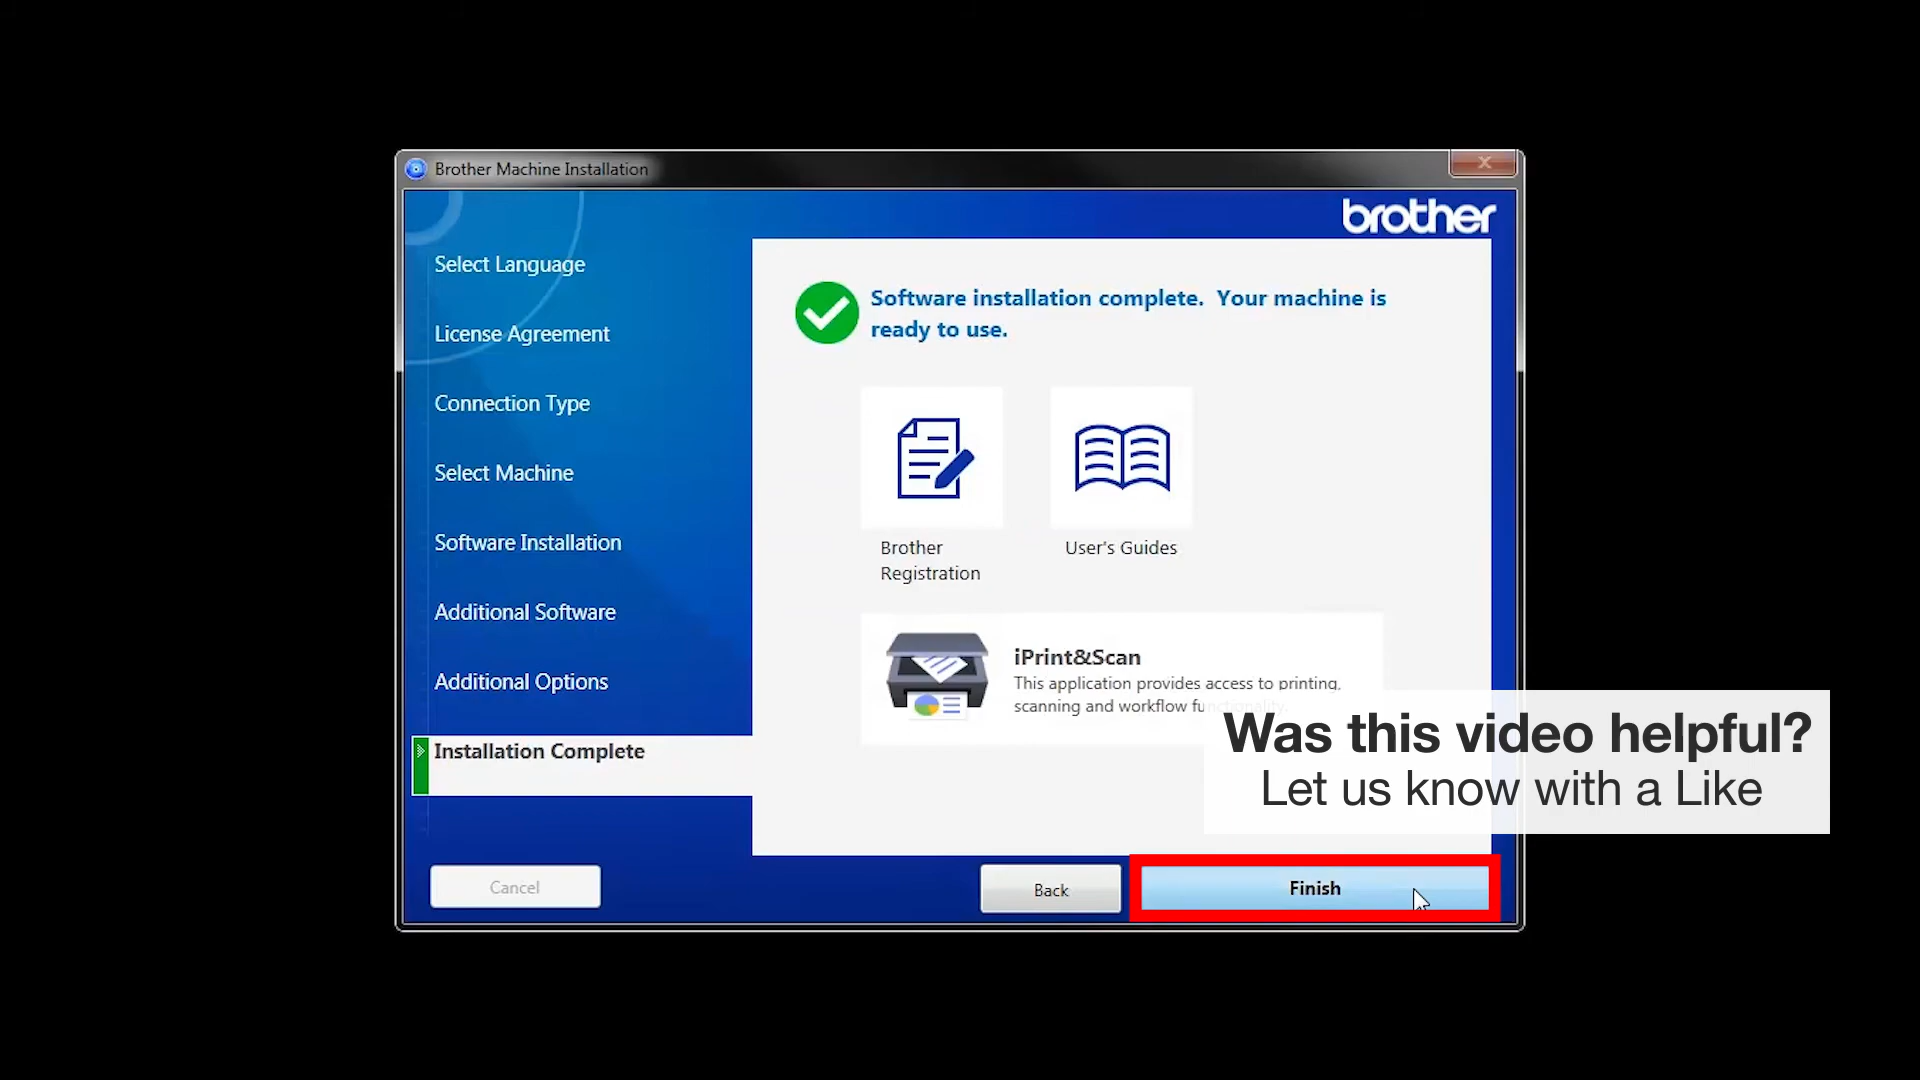 Brother Machine Installation
brother
Select Language
License Agreement
Connection Type
Select Machine
Software Installation
Additional Software
Additional Options
Installation Complete
Software installation complete. Your machine is
ready to use.
Brother
Registration
User's Guides
iPrint&Scan
This application provides access to printing,
scanning and workflow functionality.
Was this video helpful?
Let us know with a Like
Cancel
Back
Finish